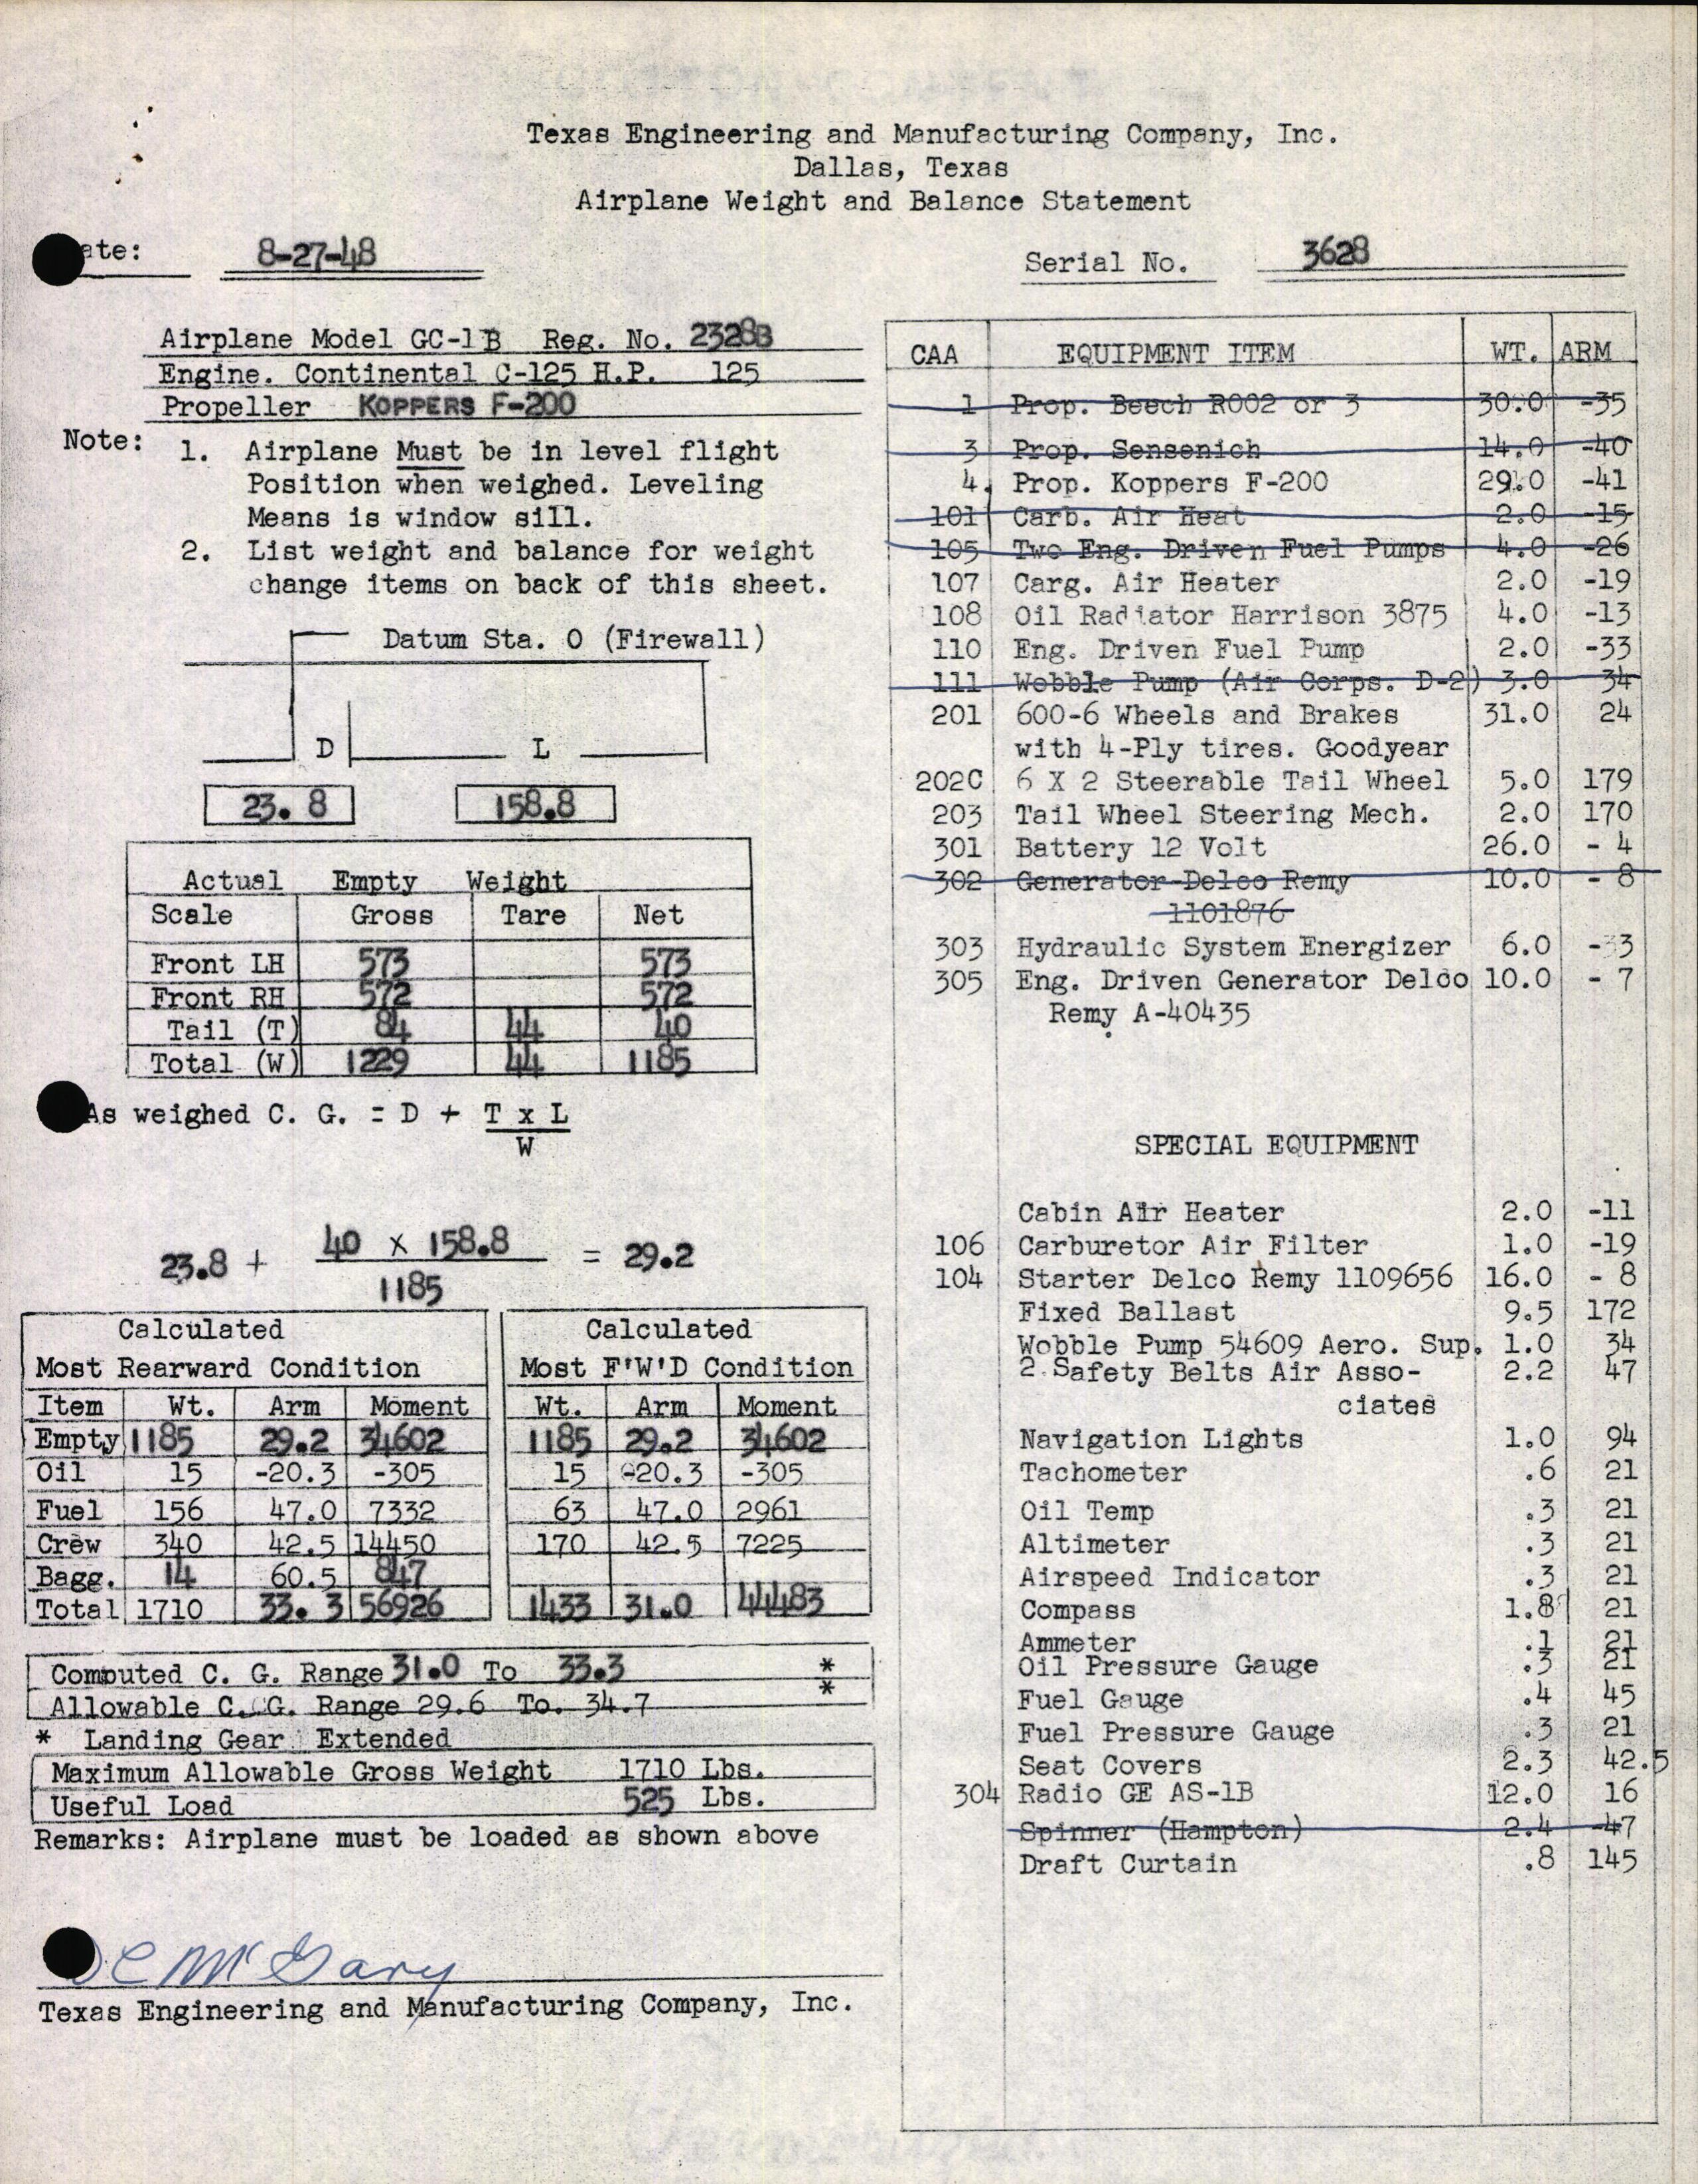 Texas Engineering and Manufacturing Company, Inc.
Dallas, Texas
Airplane Weight and Balance Statement
ate: 8-27-48
Serial No. 3628
Airplane Model GC-1B Reg. No. 2328B
Engine. Continental C-125 H.P. 125
Propeller KOPPERS F-200
Note: 1. Airplane Must be in level flight
Position when weighed. Leveling
Means is window sill.
2. List weight and balance for weight
change items on back of this sheet.
Datum Sta. 0 (Firewall)
D L
23.8 158.8
Actual Empty Weight
Scale Gross Tare Net
Front LH 573 573
Front RH 572 572
Tail (T) 84 44 40
Total (W) 1229 44 1185
As weighed C. G. = D + T x L
W
23.8 + 40 x 158.8 = 29.2
1185
Calculated
Most Rearward Condition
Item Wt. Arm Moment
Empty 1185 29.2 34602
Oil 15 -20.3 -305
Fuel 156 47.0 7332
Crew 340 42.5 14450
Bagg. 14 60.5 847
Total 1710 33.3 56926
Calculated
Most F'W'D Condition
Wt. Arm Moment
1185 29.2 34602
15 -20.3 -305
63 47.0 2961
170 42.5 7225
1433 31.0 44483
Computed C. G. Range 31.0 To 33.3 *
Allowable C. G. Range 29.6 To. 34.7 *
* Landing Gear Extended
Maximum Allowable Gross Weight 1710 Lbs.
Useful Load 525 Lbs.
Remarks: Airplane must be loaded as shown above
McGary
Texas Engineering and Manufacturing Company, Inc.
CAA EQUIPMENT ITEM WT. ARM
1 Prop. Beech R002 or 3 30.0 -35
3 Prop. Sensenich 14.0 -40
4. Prop. Koppers F-200 29.0 -41
101 Carb. Air Heat 2.0 -15
105 Two Eng. Driven Fuel Pumps 4.0 -26
107 Carg. Air Heater 2.0 -19
108 Oil Radiator Harrison 3875 4.0 -13
110 Eng. Driven Fuel Pump 2.0 -33
111 Wobble Pump (Air Corps. D-2) 3.0 34
201 600-6 Wheels and Brakes 31.0 24
with 4-Ply tires. Goodyear
202C 6 X 2 Steerable Tail Wheel 5.0 179
203 Tail Wheel Steering Mech. 2.0 170
301 Battery 12 Volt 26.0 - 4
302 Generator Delco Remy 10.0 - 8
1101876
303 Hydraulic System Energizer 6.0 -33
305 Eng. Driven Generator Delco 10.0 - 7
Remy A-40435
SPECIAL EQUIPMENT
Cabin Air Heater 2.0 -11
106 Carburetor Air Filter 1.0 -19
104 Starter Delco Remy 1109656 16.0 - 8
Fixed Ballast 9.5 172
Wobble Pump 54609 Aero. Sup. 1.0 34
2 Safety Belts Air Asso- 2.2 47
ciates
Navigation Lights 1.0 94
Tachometer .6 21
Oil Temp .3 21
Altimeter .3 21
Airspeed Indicator .3 21
Compass 1.8 21
Ammeter .1 21
Oil Pressure Gauge .3 21
Fuel Gauge .4 45
Fuel Pressure Gauge .3 21
Seat Covers 2.3 42.5
304 Radio GE AS-1B 12.0 16
Spinner (Hampton) 2.4 -47
Draft Curtain .8 145